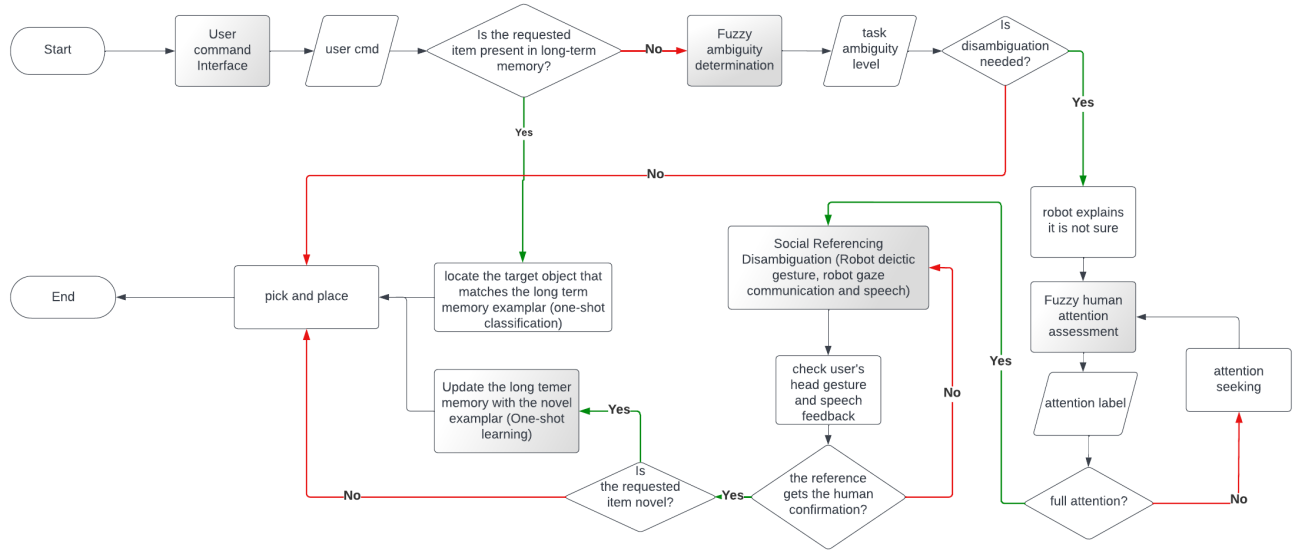 Start
User
command
Interface
user cmd
Is the requested
item present in long-term
memory?
No
Fuzzy
ambiguity
determination
task
ambiguity
level
Is
disambiguation
needed?
Yes
Yes
No
robot explains
it is not sure
Social Referencing
Disambiguation (Robot deictic
gesture, robot gaze
communication and speech)
End
pick and place
locate the target object that
matches the long term
memory examplar (one-shot
classification)
Fuzzy human
attention
assessment
Yes
attention
seeking
check user's
head gesture
and speech
feedback
No
attention label
Update the long temer
memory with the novel
examplar (One-shot
learning)
Yes
Is
the requested
item novel?
No
Yes
the reference
gets the human
confirmation?
full attention?
No